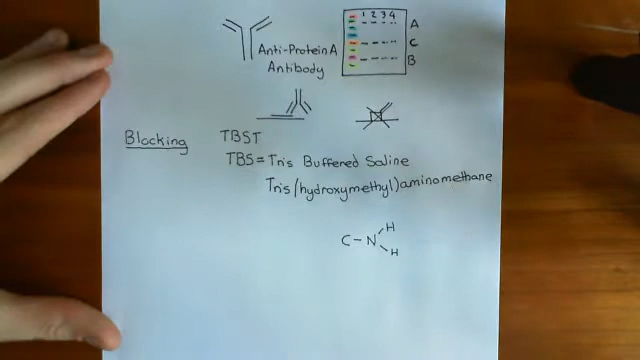 1 2 3 4
A
Anti-Protein A
C
Antibody
B
Blocking TBST
TBS = Tris Buffered Saline
Tris(hydroxymethyl)aminomethane
H
C-N
H